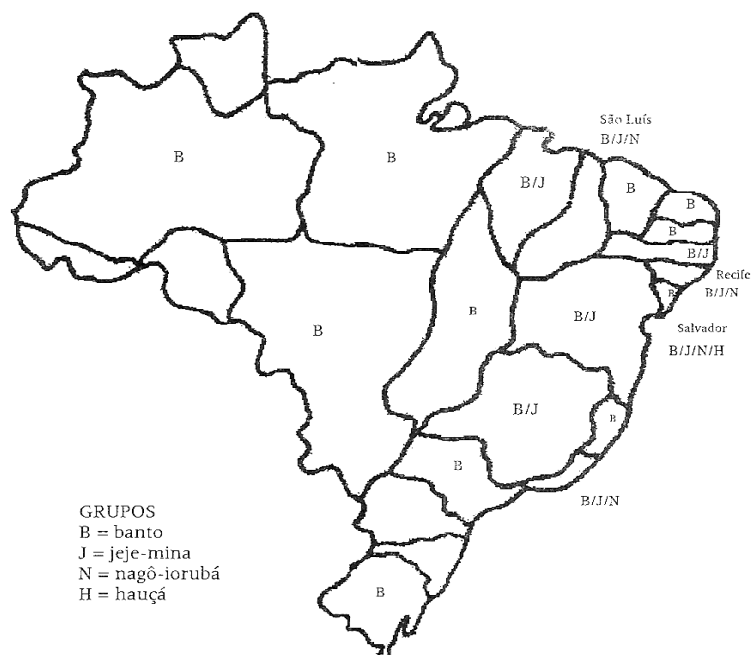 São Luís
B/J/N
B
B
B/J
B
B
B
B/J
Recife
B/J/N
B
B
B/J
Salvador
B/J/N/H
B
B/J
B
B
B/J/N
GRUPOS
B = banto
J = jeje-mina
N = nagô-iorubá
H = hauçá
B